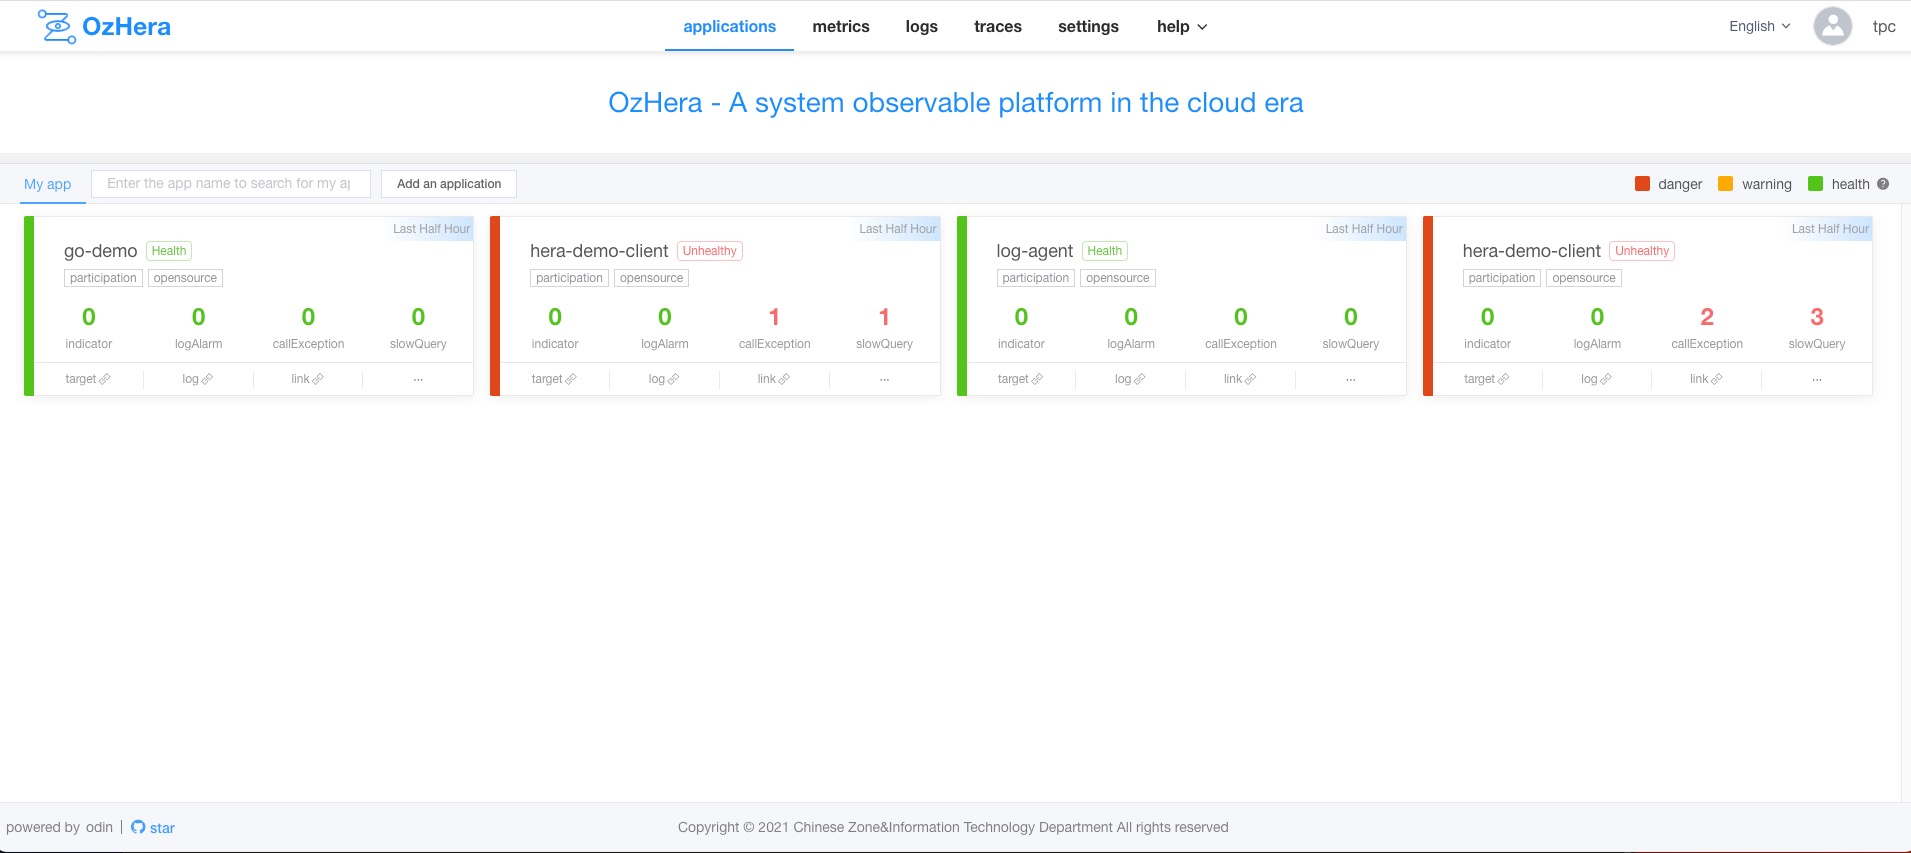 OzHera applications metrics logs traces settings help English tpc
OzHera - A system observable platform in the cloud era
My app Enter the app name to search for my a Add an application danger warning health ?
Last Half Hour Last Half Hour Last Half Hour Last Half Hour
go-demo Health hera-demo-client Unhealthy log-agent Health hera-demo-client Unhealthy
participation opensource participation opensource participation opensource participation opensource
0 0 0 0 0 0 1 1 0 0 0 0 0 0 2 3
indicator logAlarm callException slowQuery indicator logAlarm callException slowQuery indicator logAlarm callException slowQuery indicator logAlarm callException slowQuery
target log link ... target log link ... target log link ... target log link ...
powered by odin | star Copyright © 2021 Chinese Zone&Information Technology Department All rights reserved